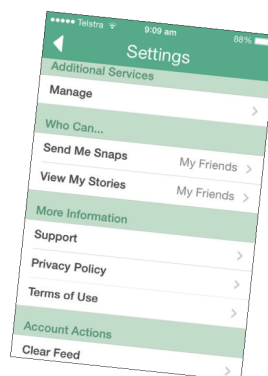 Telstra 9:09 am 88%
Settings
Additional Services
Manage
Who Can...
Send Me Snaps My Friends
View My Stories My Friends
More Information
Support
Privacy Policy
Terms of Use
Account Actions
Clear Feed